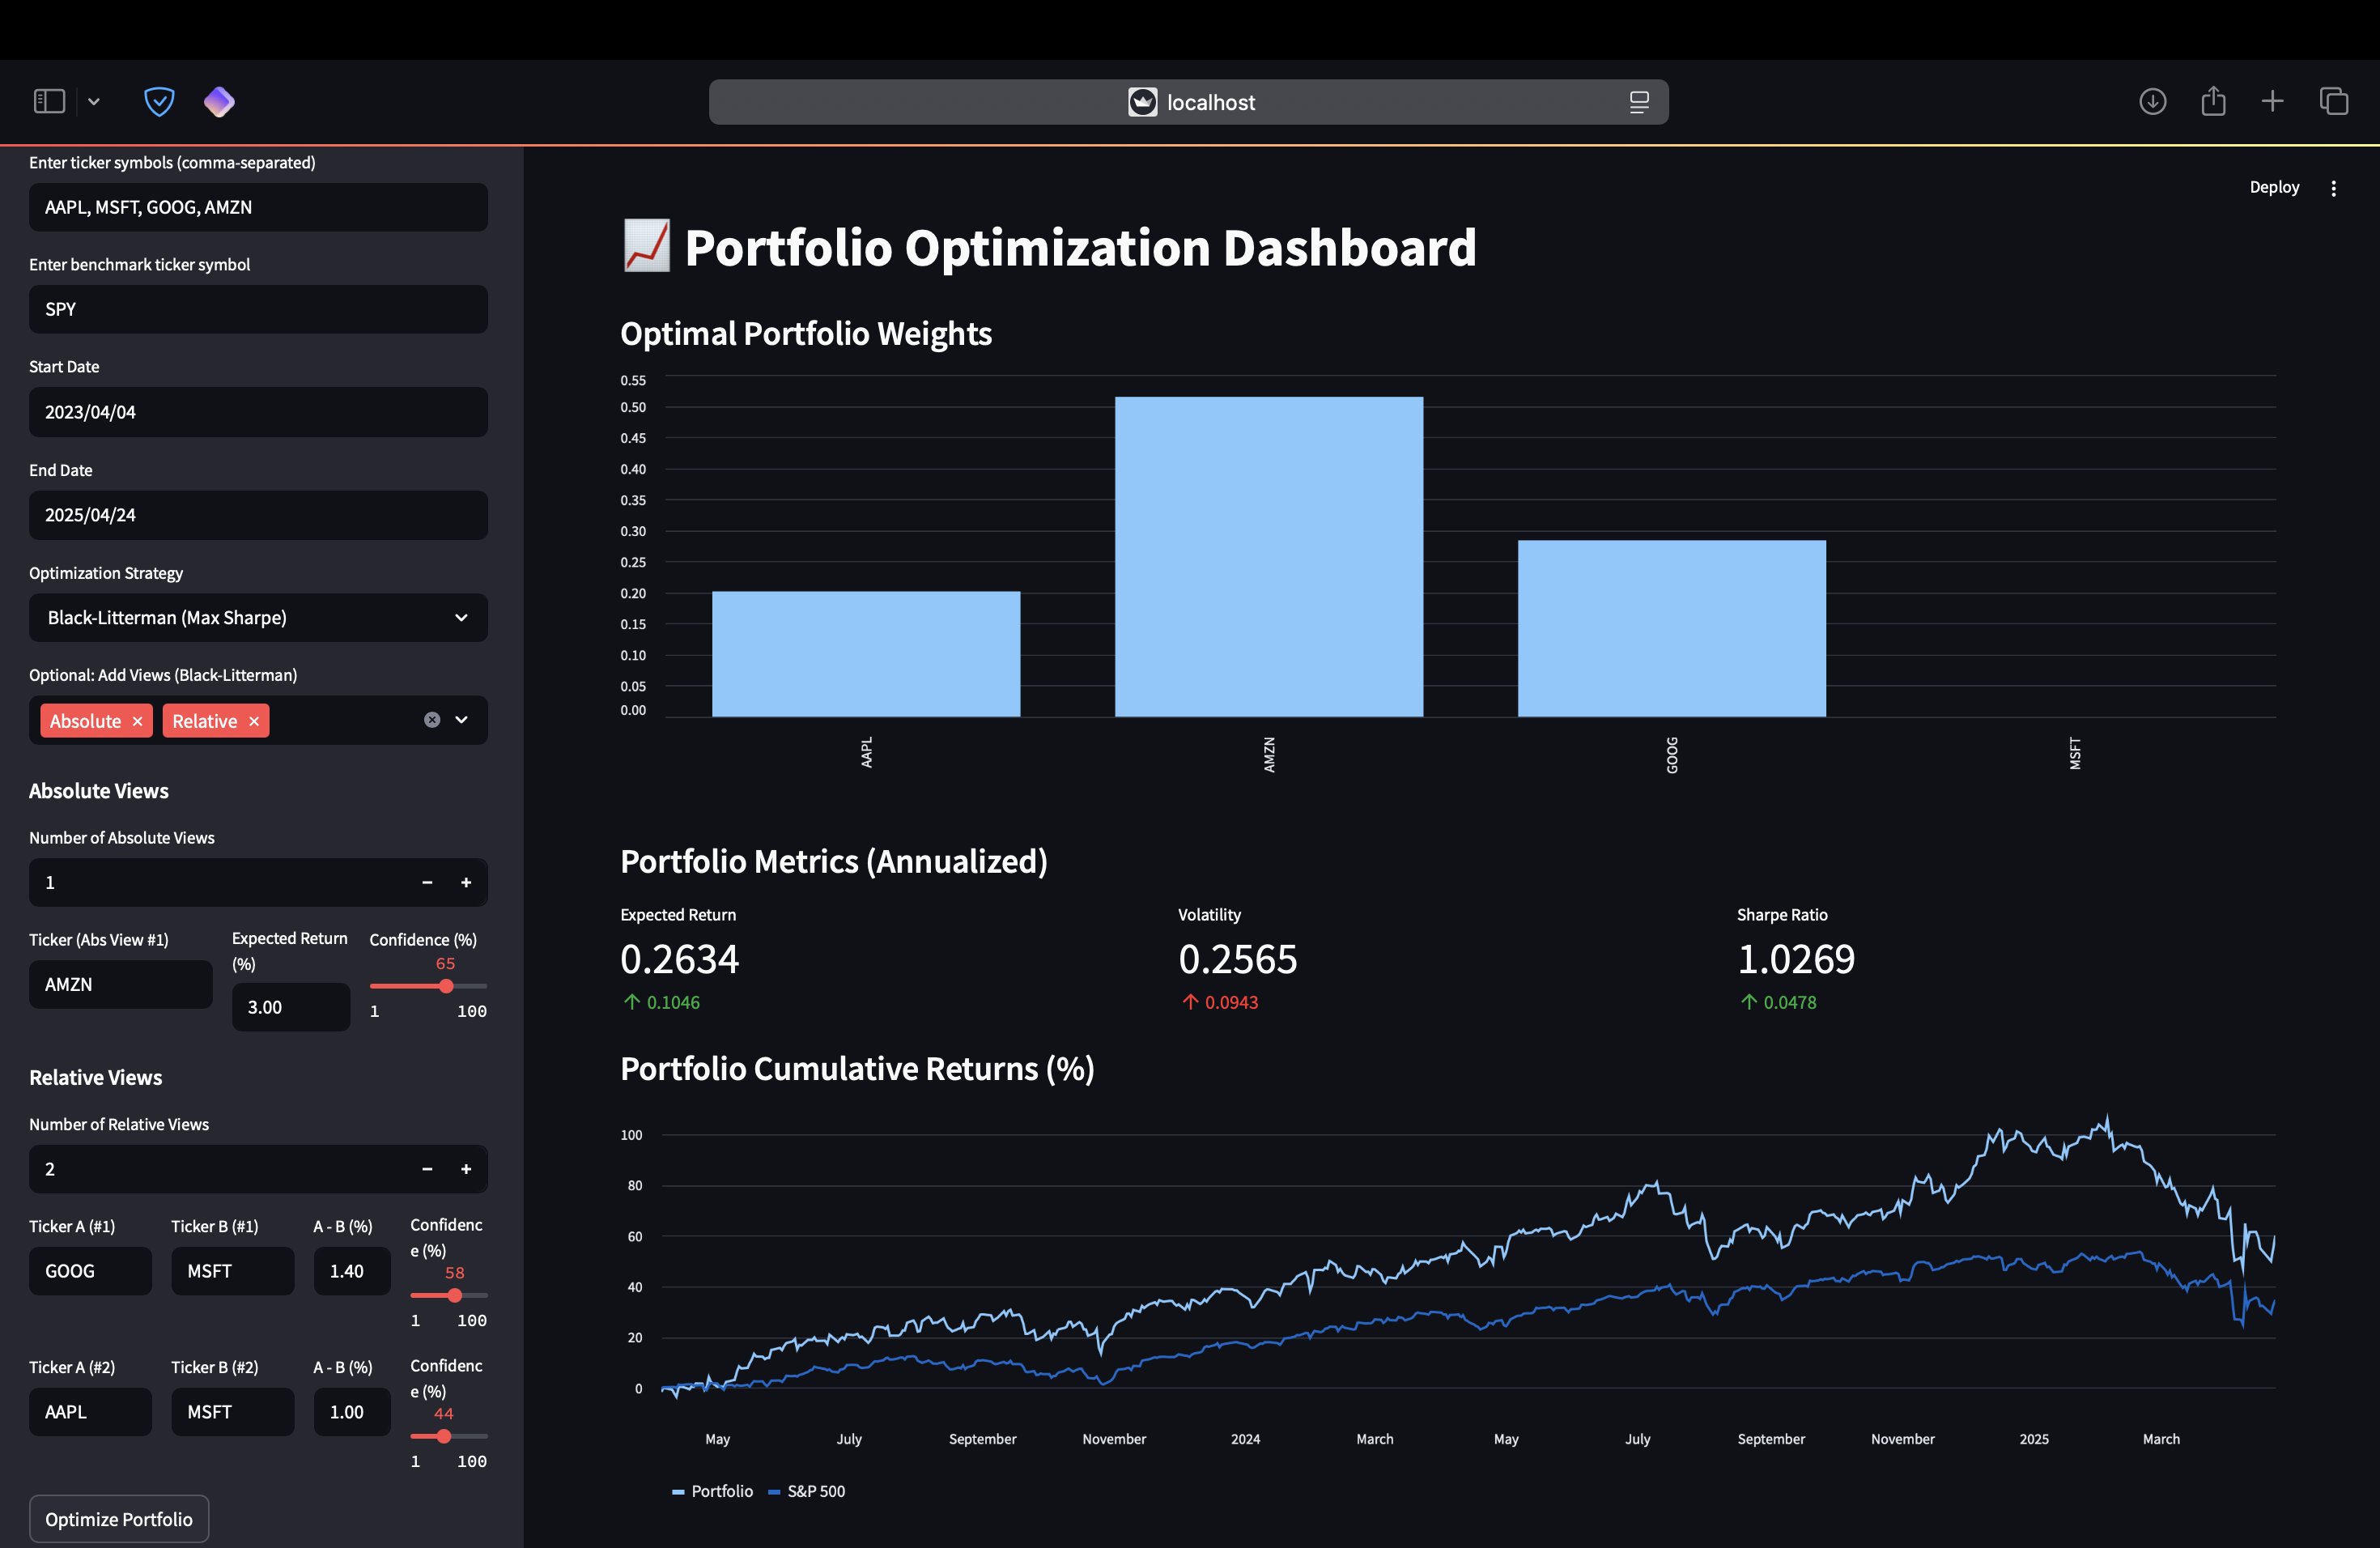 localhost
Enter ticker symbols (comma-separated)
AAPL, MSFT, GOOG, AMZN
Enter benchmark ticker symbol
SPY
Start Date
2023/04/04
End Date
2025/04/24
Optimization Strategy
Black-Litterman (Max Sharpe)
Optional: Add Views (Black-Litterman)
Absolute Relative
Absolute Views
Number of Absolute Views
1
Ticker (Abs View #1) Expected Return (%) Confidence (%)
65
AMZN 3.00
1 100
Relative Views
Number of Relative Views
2
Ticker A (#1) Ticker B (#1) A - B (%) Confidenc
e (%)
58
GOOG MSFT 1.40
1 100
Ticker A (#2) Ticker B (#2) A - B (%) Confidenc
e (%)
44
AAPL MSFT 1.00
1 100
Optimize Portfolio
Deploy
Portfolio Optimization Dashboard
Optimal Portfolio Weights
0.55
0.50
0.45
0.40
0.35
0.30
0.25
0.20
0.15
0.10
0.05
0.00
AAPL AMZN GOOG MSFT
Portfolio Metrics (Annualized)
Expected Return Volatility Sharpe Ratio
0.2634 0.2565 1.0269
↑ 0.1046 ↑ 0.0943 ↑ 0.0478
Portfolio Cumulative Returns (%)
100
80
60
40
20
0
May July September November 2024 March May July September November 2025 March
Portfolio S&P 500